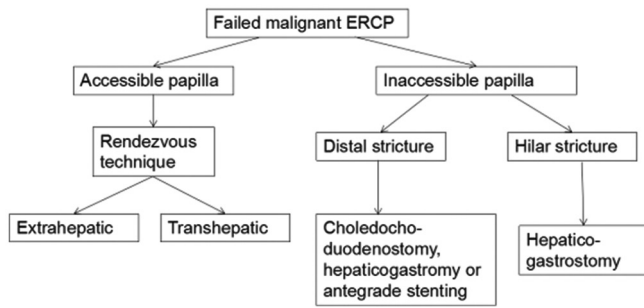 Failed malignant ERCP
Accessible papilla
Inaccessible papilla
Rendezvous
technique
Distal stricture
Hilar stricture
Extrahepatic
Transhepatic
Choledocho-
duodenostomy,
hepaticogastromy or
antegrade stenting
Hepatico-
gastrostomy